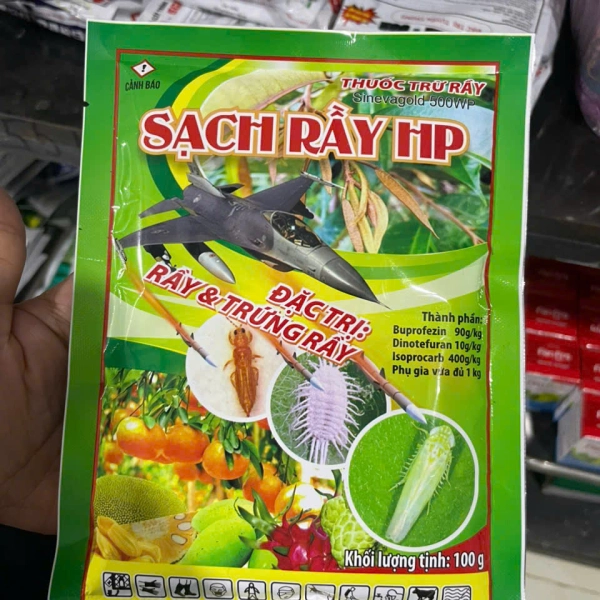 CẢNH BÁO
THUỐC TRỪ RẦY
Sinevagold 500WP
SẠCH RẦY HP
ĐẶC TRỊ:
RẦY & TRỨNG RẦY
Thành phần:
Buprofezin 90g/kg
Dinotefuran 10g/kg
Isoprocarb 400g/kg
Phụ gia vừa đủ 1 kg
Khối lượng tịnh: 100 g